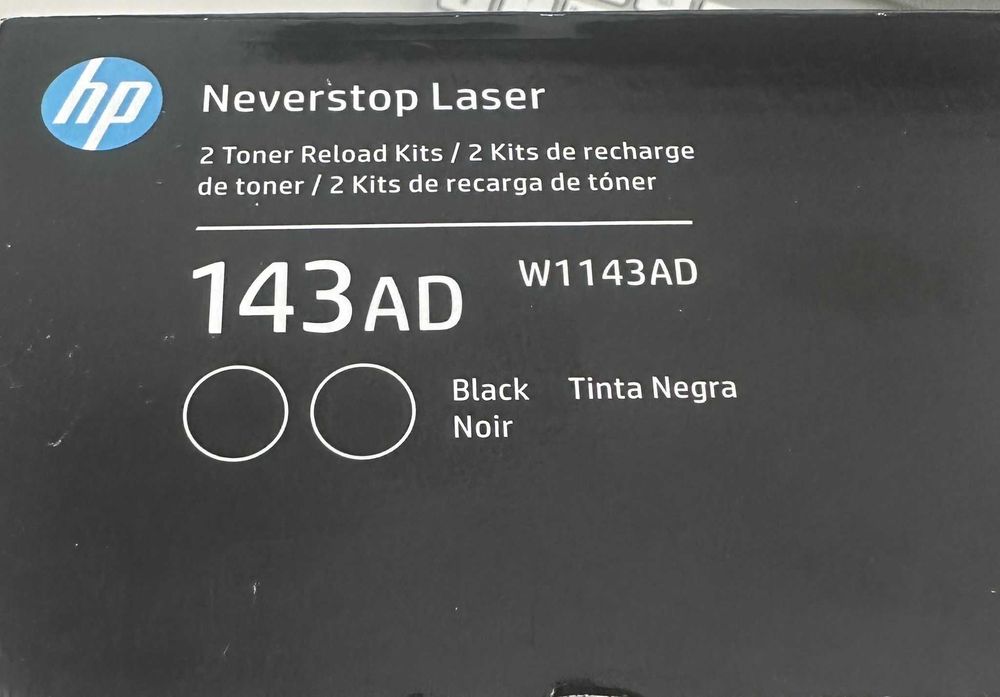 hp
Neverstop Laser
2 Toner Reload Kits / 2 Kits de recharge
de toner / 2 Kits de recarga de tóner
143AD W1143AD
Black Tinta Negra
Noir